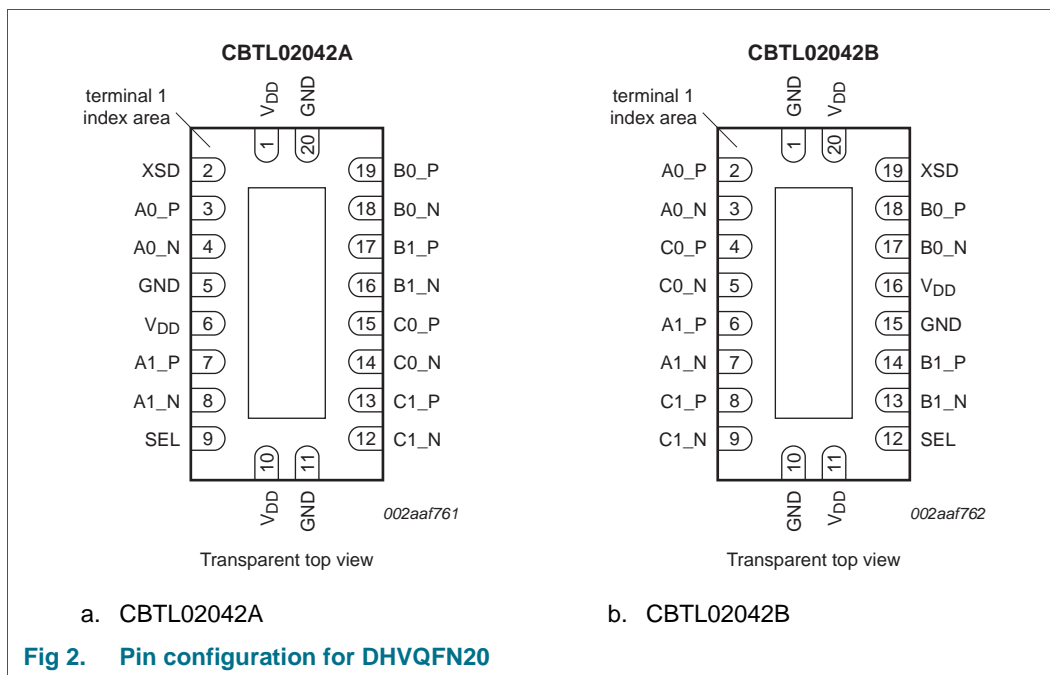 CBTL02042A
terminal 1
index area
VDD
GND
1
20
XSD 2
19 B0_P
A0_P 3
18 B0_N
A0_N 4
17 B1_P
GND 5
16 B1_N
VDD 6
15 C0_P
A1_P 7
14 C0_N
A1_N 8
13 C1_P
SEL 9
12 C1_N
10
11
VDD
GND
002aaf761
Transparent top view
a. CBTL02042A
CBTL02042B
terminal 1
index area
GND
VDD
1
20
A0_P 2
19 XSD
A0_N 3
18 B0_P
C0_P 4
17 B0_N
C0_N 5
16 VDD
A1_P 6
15 GND
A1_N 7
14 B1_P
C1_P 8
13 B1_N
C1_N 9
12 SEL
10
11
GND
VDD
002aaf762
Transparent top view
b. CBTL02042B
Fig 2. Pin configuration for DHVQFN20